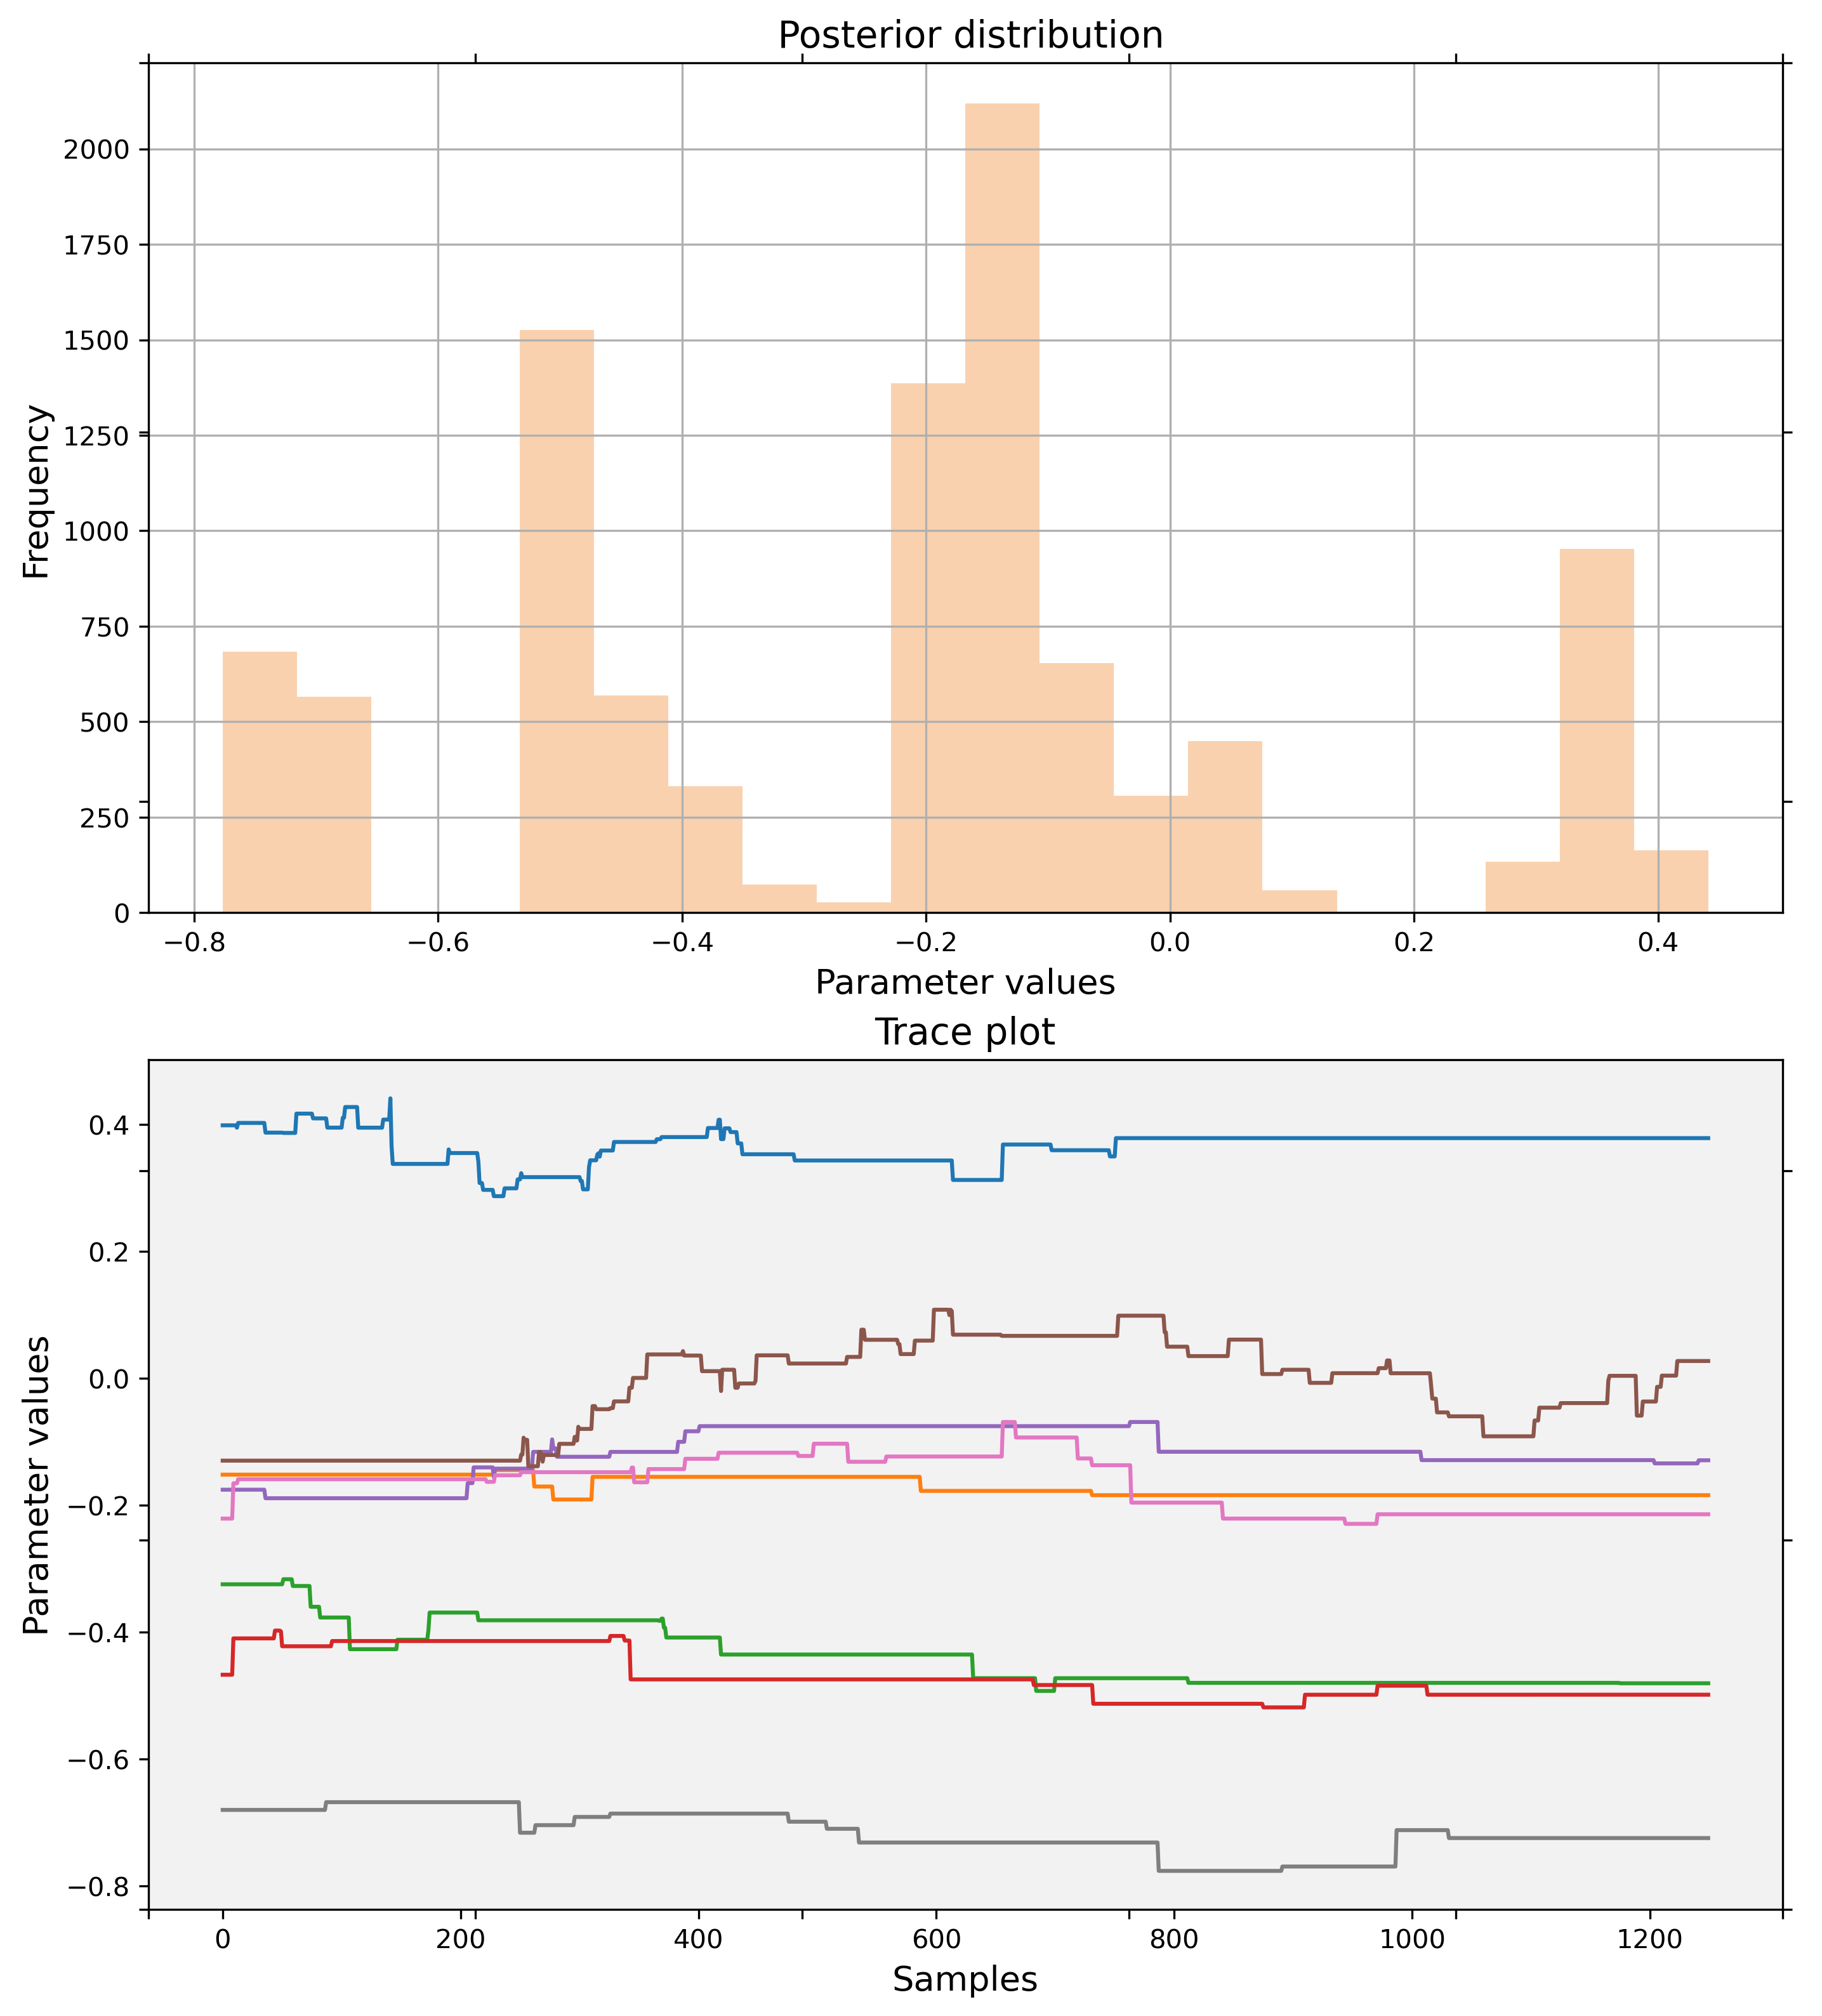 Posterior distribution
2000
1750
1500
1250
1000
750
500
250
0
Frequency
−0.8 −0.6 −0.4 −0.2 0.0 0.2 0.4
Parameter values
Trace plot
0.4
0.2
0.0
−0.2
−0.4
−0.6
−0.8
Parameter values
0 200 400 600 800 1000 1200
Samples